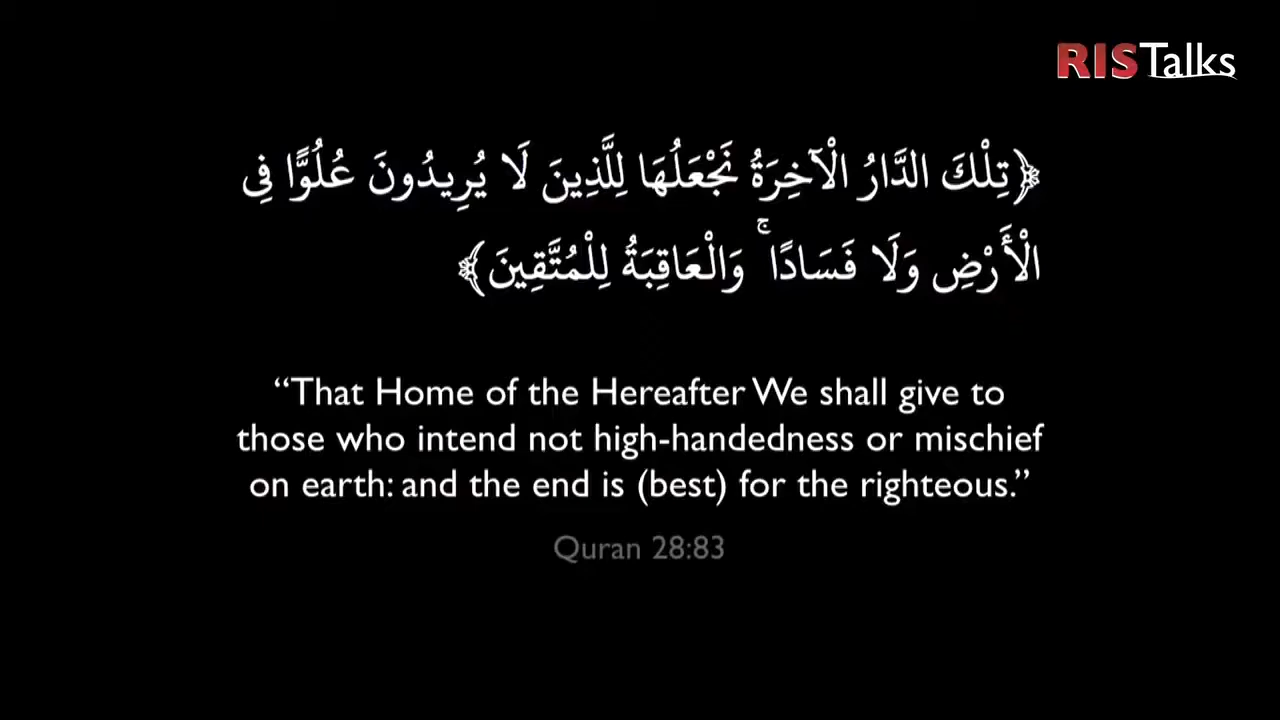 RISTalks
﴿تِلْكَ الدَّارُ الْآخِرَةُ نَجْعَلُهَا لِلَّذِينَ لَا يُرِيدُونَ عُلُوًّا فِى
الْأَرْضِ وَلَا فَسَادًا ۚ وَالْعَاقِبَةُ لِلْمُتَّقِينَ﴾
“That Home of the Hereafter We shall give to
those who intend not high-handedness or mischief
on earth: and the end is (best) for the righteous.”
Quran 28:83